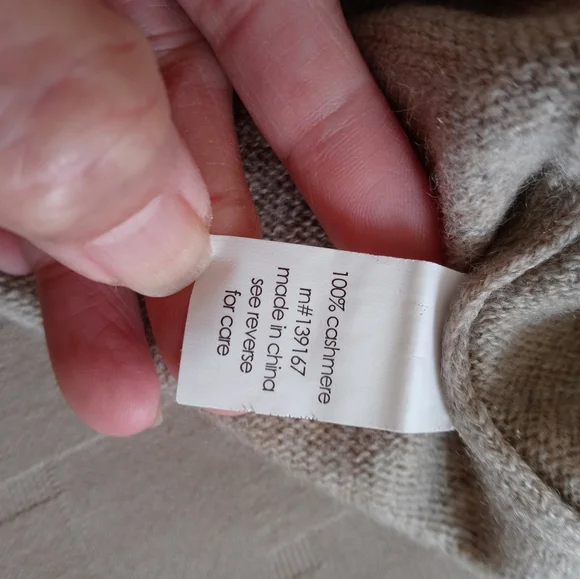 100% cashmere
m#139167
made in china
see reverse
for care